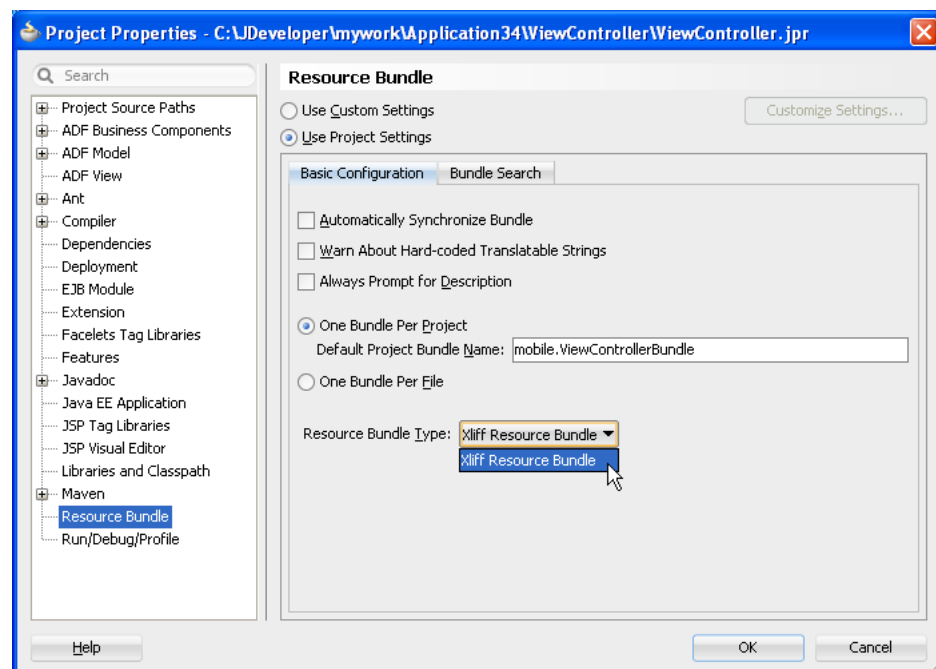 Project Properties - C:\JDeveloper\mywork\Application34\ViewController\ViewController.jpr
Search
Project Source Paths
ADF Business Components
ADF Model
ADF View
Ant
Compiler
Dependencies
Deployment
EJB Module
Extension
Facelets Tag Libraries
Features
Javadoc
Java EE Application
JSP Tag Libraries
JSP Visual Editor
Libraries and Classpath
Maven
Resource Bundle
Run/Debug/Profile
Resource Bundle
Use Custom Settings
Customize Settings...
Use Project Settings
Basic Configuration
Bundle Search
Automatically Synchronize Bundle
Warn About Hard-coded Translatable Strings
Always Prompt for Description
One Bundle Per Project
Default Project Bundle Name: mobile.ViewControllerBundle
One Bundle Per File
Resource Bundle Type: Xliff Resource Bundle
Xliff Resource Bundle
Help
OK
Cancel